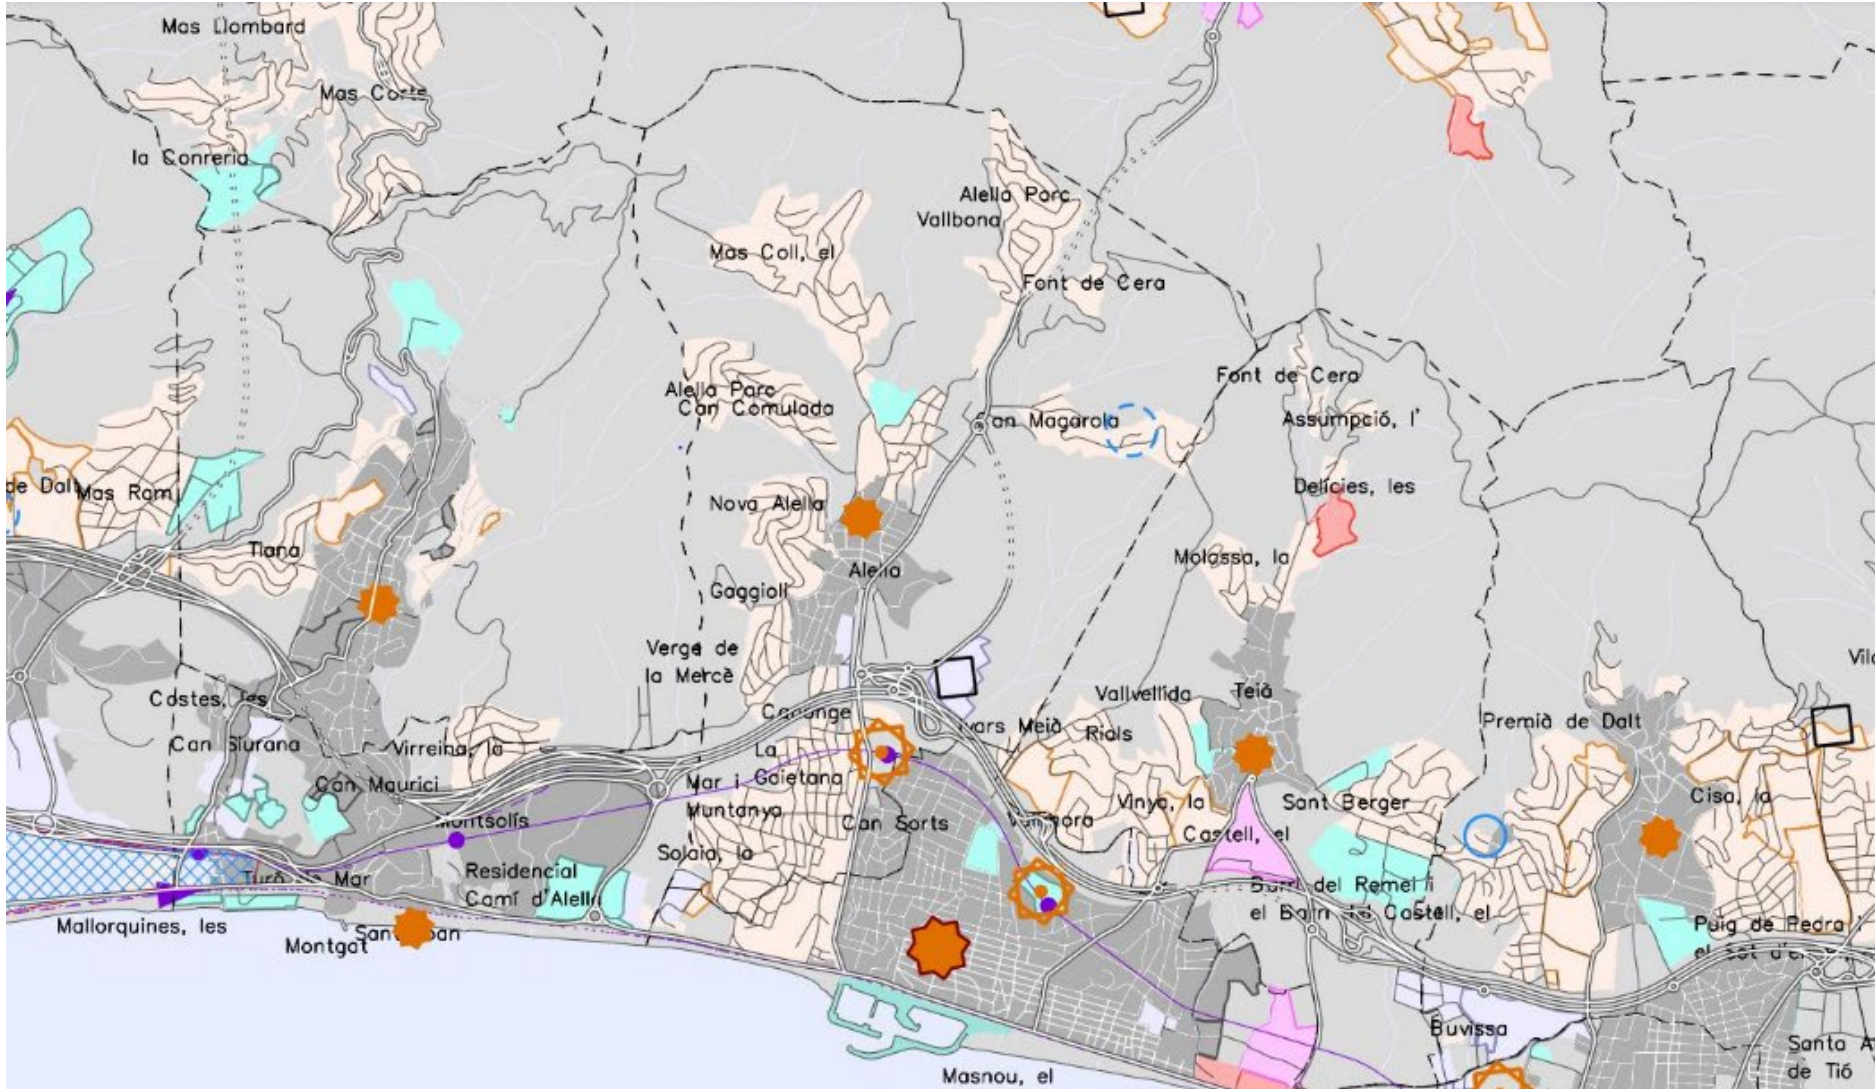 Mas Llombard
Mas Corts
la Conreria
Alella Parc
Vallbona
Mas Coll, el
Font de Cera
Font de Cera
Alella Parc
Can Comulada
an Magarola
Assumpció, l'
de Dalt
Mas Ram
Nova Alella
Delícies, les
Tiana
Alella
Molassa, la
Gaggioli
Verge de
la Mercè
Costes, les
Vallvellida
Teià
Can Siurana
Virreina, la
Canonge
vars Meià
Rials
Premià de Dalt
La
Gaietana
Can Maurici
Mar i
Muntanya
Vinya, la
Sant Berger
Cisa, la
Montsolís
Can Sorts
Castell, el
Solaia, la
Residencial
Camí d'Alella
Turó de Mar
Barri del Remei i
el Barri del Castell, el
Mallorquines, les
Montgat
Puig de Pedra i
Buvissa
Santa A
de Tió
Masnou, el